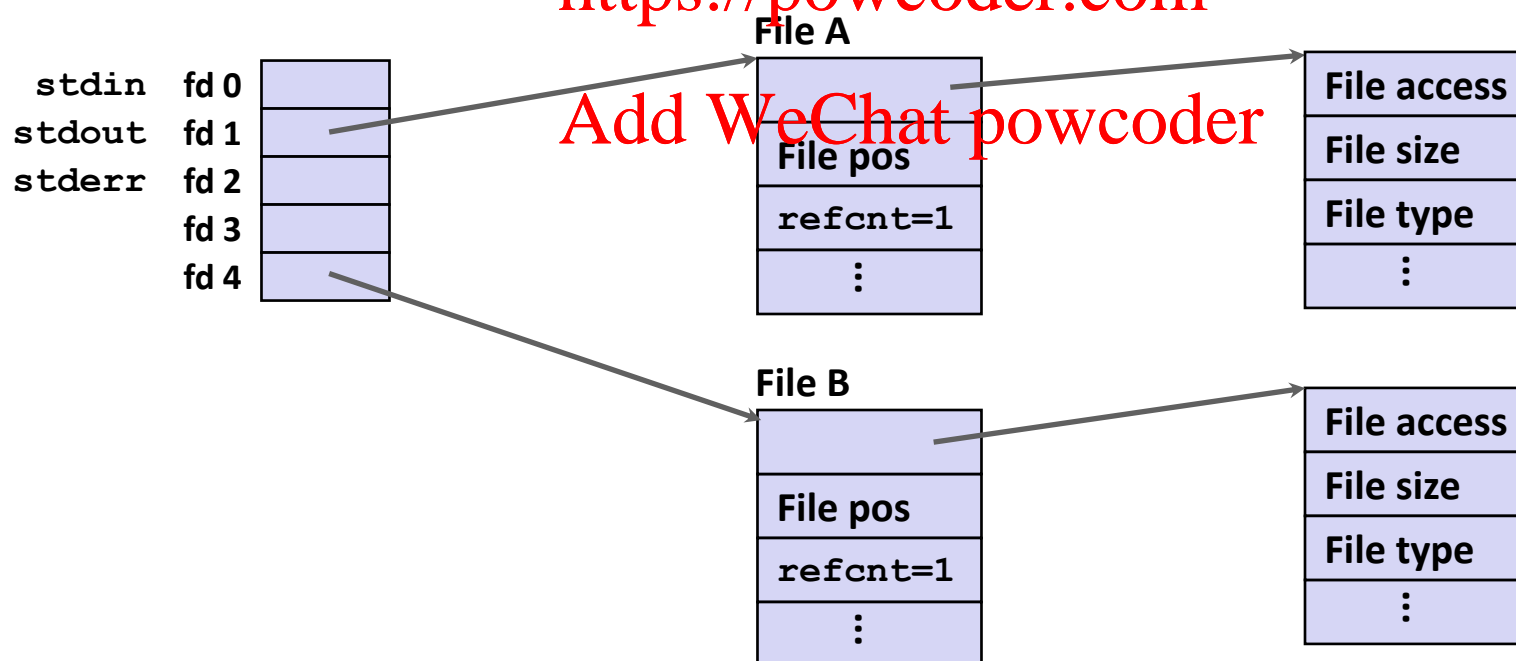 https://powcoder.com
File A
stdin fd 0
stdout fd 1
stderr fd 2
fd 3
fd 4
Add WeChat powcoder
File pos
refcnt=1
⋮
File access
File size
File type
⋮
File B
File pos
refcnt=1
⋮
File access
File size
File type
⋮